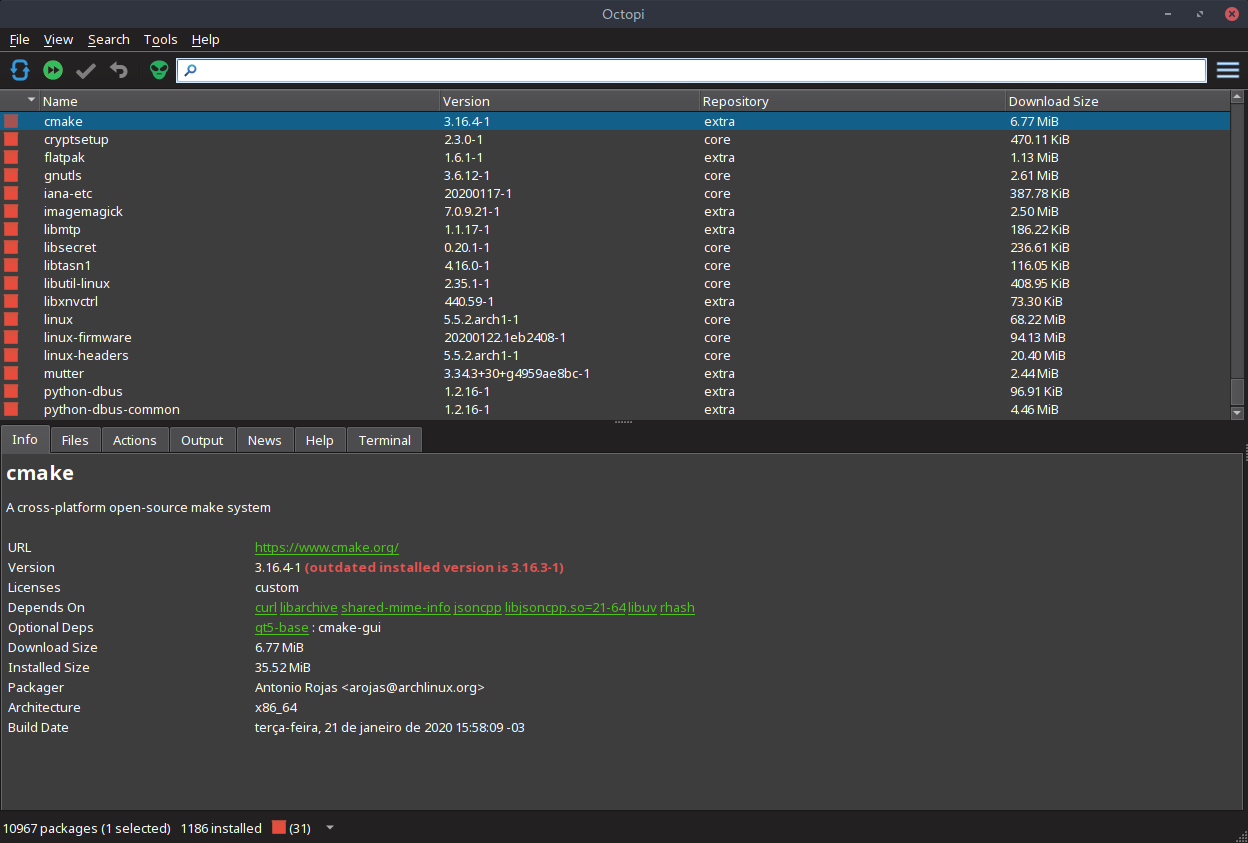 Octopi
File View Search Tools Help
Name Version Repository Download Size
cmake 3.16.4-1 extra 6.77 MiB
cryptsetup 2.3.0-1 core 470.11 KiB
flatpak 1.6.1-1 extra 1.13 MiB
gnutls 3.6.12-1 core 2.61 MiB
iana-etc 20200117-1 core 387.78 KiB
imagemagick 7.0.9.21-1 extra 2.50 MiB
libmtp 1.1.17-1 extra 186.22 KiB
libsecret 0.20.1-1 core 236.61 KiB
libtasn1 4.16.0-1 core 116.05 KiB
libutil-linux 2.35.1-1 core 408.95 KiB
libxnvctrl 440.59-1 extra 73.30 KiB
linux 5.5.2.arch1-1 core 68.22 MiB
linux-firmware 20200122.1eb2408-1 core 94.13 MiB
linux-headers 5.5.2.arch1-1 core 20.40 MiB
mutter 3.34.3+30+g4959ae8bc-1 extra 2.44 MiB
python-dbus 1.2.16-1 extra 96.91 KiB
python-dbus-common 1.2.16-1 extra 4.46 MiB
Info Files Actions Output News Help Terminal
cmake
A cross-platform open-source make system
URL https://www.cmake.org/
Version 3.16.4-1 (outdated installed version is 3.16.3-1)
Licenses custom
Depends On curl libarchive shared-mime-info jsoncpp libjsoncpp.so=21-64 libuv rhash
Optional Deps qt5-base : cmake-gui
Download Size 6.77 MiB
Installed Size 35.52 MiB
Packager Antonio Rojas <arojas@archlinux.org>
Architecture x86_64
Build Date terça-feira, 21 de janeiro de 2020 15:58:09 -03
10967 packages (1 selected) 1186 installed (31)